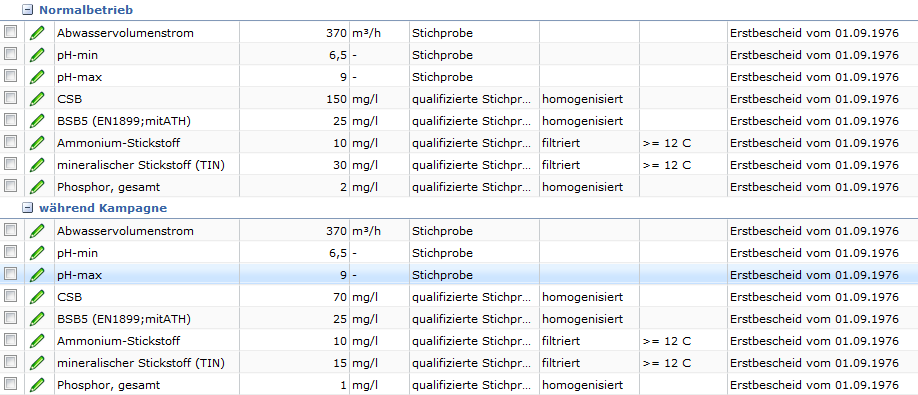 Normalbetrieb
Abwasservolumenstrom 370 m³/h Stichprobe Erstbescheid vom 01.09.1976
pH-min 6,5 - Stichprobe Erstbescheid vom 01.09.1976
pH-max 9 - Stichprobe Erstbescheid vom 01.09.1976
CSB 150 mg/l qualifizierte Stichpr... homogenisiert Erstbescheid vom 01.09.1976
BSB5 (EN1899;mitATH) 25 mg/l qualifizierte Stichpr... homogenisiert Erstbescheid vom 01.09.1976
Ammonium-Stickstoff 10 mg/l qualifizierte Stichpr... filtriert >= 12 C Erstbescheid vom 01.09.1976
mineralischer Stickstoff (TIN) 30 mg/l qualifizierte Stichpr... filtriert >= 12 C Erstbescheid vom 01.09.1976
Phosphor, gesamt 2 mg/l qualifizierte Stichpr... homogenisiert Erstbescheid vom 01.09.1976
während Kampagne
Abwasservolumenstrom 370 m³/h Stichprobe Erstbescheid vom 01.09.1976
pH-min 6,5 - Stichprobe Erstbescheid vom 01.09.1976
pH-max 9 - Stichprobe Erstbescheid vom 01.09.1976
CSB 70 mg/l qualifizierte Stichpr... homogenisiert Erstbescheid vom 01.09.1976
BSB5 (EN1899;mitATH) 25 mg/l qualifizierte Stichpr... homogenisiert Erstbescheid vom 01.09.1976
Ammonium-Stickstoff 10 mg/l qualifizierte Stichpr... filtriert >= 12 C Erstbescheid vom 01.09.1976
mineralischer Stickstoff (TIN) 15 mg/l qualifizierte Stichpr... filtriert >= 12 C Erstbescheid vom 01.09.1976
Phosphor, gesamt 1 mg/l qualifizierte Stichpr... homogenisiert Erstbescheid vom 01.09.1976